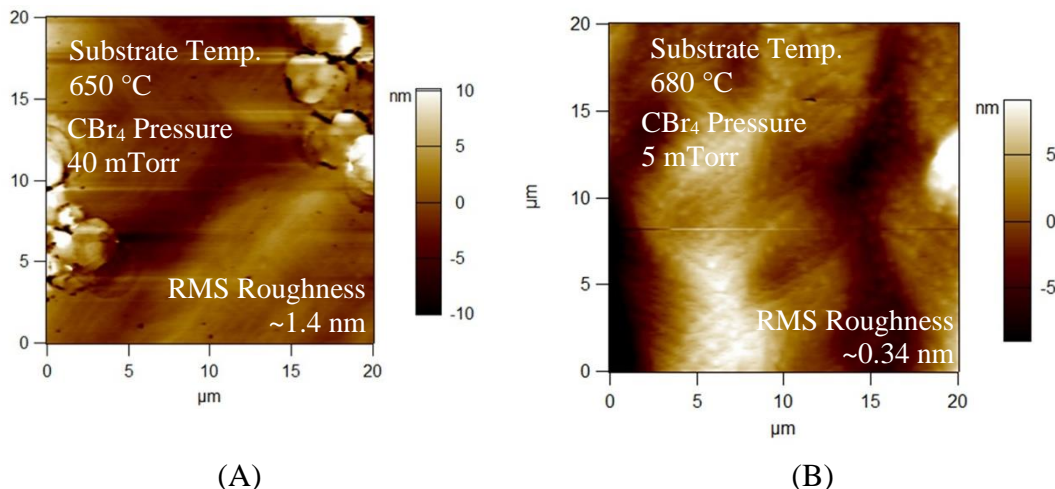 20
15
10
5
0
Substrate Temp.
650 °C
CBr₄ Pressure
40 mTorr
RMS Roughness
~1.4 nm
0
5
10
15
20
µm
nm
10
5
0
-5
-10
(A)
20
15
10
5
0
µm
Substrate Temp.
680 °C
CBr₄ Pressure
5 mTorr
RMS Roughness
~0.34 nm
0
5
10
15
20
µm
nm
5
0
-5
(B)